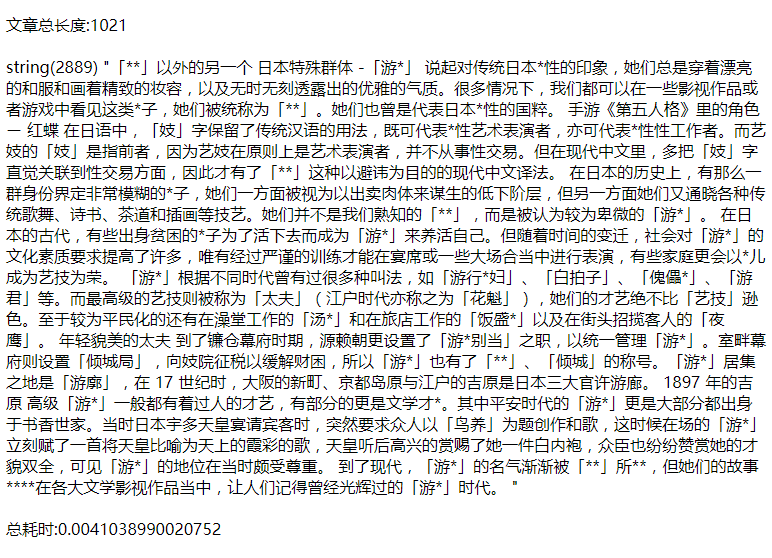 文章总长度:1021
string(2889) "「**」以外的另一个 日本特殊群体 -「游*」 说起对传统日本*性的印象，她们总是穿着漂亮
的和服和画着精致的妆容，以及无时无刻透露出的优雅的气质。很多情况下，我们都可以在一些影视作品或
者游戏中看见这类*子，她们被统称为「**」。她们也曾是代表日本*性的国粹。 手游《第五人格》里的角色
— 红蝶 在日语中，「妓」字保留了传统汉语的用法，既可代表*性艺术表演者，亦可代表*性性工作者。而艺
妓的「妓」是指前者，因为艺妓在原则上是艺术表演者，并不从事性交易。但在现代中文里，多把「妓」字
直觉关联到性交易方面，因此才有了「**」这种以避讳为目的的现代中文译法。 在日本的历史上，有那么一
群身份界定非常模糊的*子，她们一方面被视为以出卖肉体来谋生的低下阶层，但另一方面她们又通晓各种传
统歌舞、诗书、茶道和插画等技艺。她们并不是我们熟知的「**」，而是被认为较为卑微的「游*」。 在日
本的古代，有些出身贫困的*子为了活下去而成为「游*」来养活自己。但随着时间的变迁，社会对「游*」的
文化素质要求提高了许多，唯有经过严谨的训练才能在宴席或一些大场合当中进行表演，有些家庭更会以*儿
成为艺技为荣。 「游*」根据不同时代曾有过很多种叫法，如「游行*妇」、「白拍子」、「傀儡*」、「游
君」等。而最高级的艺技则被称为「太夫」（江户时代亦称之为「花魁」），她们的才艺绝不比「艺技」逊
色。至于较为平民化的还有在澡堂工作的「汤*」和在旅店工作的「饭盛*」以及在街头招揽客人的「夜
鹰」。 年轻貌美的太夫 到了镰仓幕府时期，源赖朝更设置了「游*别当」之职，以统一管理「游*」。室畔幕
府则设置「倾城局」，向妓院征税以缓解财困，所以「游*」也有了「**」、「倾城」的称号。「游*」居集
之地是「游廓」，在 17 世纪时，大阪的新町、京都岛原与江户的吉原是日本三大官许游廊。 1897 年的吉
原 高级「游*」一般都有着过人的才艺，有部分的更是文学才*。其中平安时代的「游*」更是大部分都出身
于书香世家。当时日本宇多天皇宴请宾客时，突然要求众人以「鸟养」为题创作和歌，这时候在场的「游*」
立刻赋了一首将天皇比喻为天上的霞彩的歌，天皇听后高兴的赏赐了她一件白内袍，众臣也纷纷赞赏她的才
貌双全，可见「游*」的地位在当时颇受尊重。 到了现代，「游*」的名气渐渐被「**」所**，但她们的故事
****在各大文学影视作品当中，让人们记得曾经光辉过的「游*」时代。 "
总耗时:0.0041038990020752